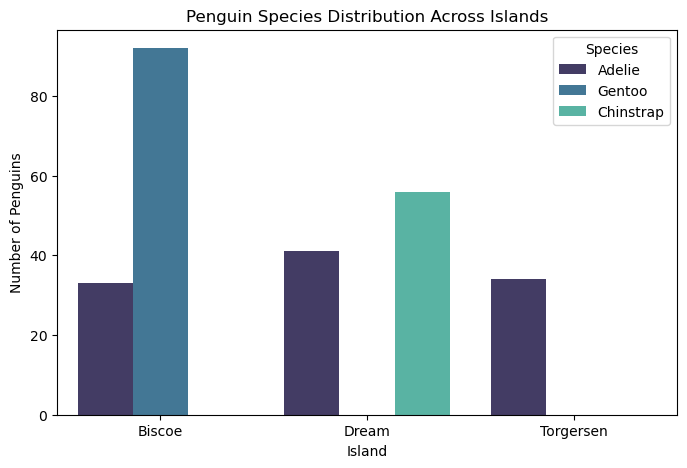 Penguin Species Distribution Across Islands
Species
Adelie
Gentoo
Chinstrap
Number of Penguins
80
60
40
20
0
Biscoe
Dream
Torgersen
Island